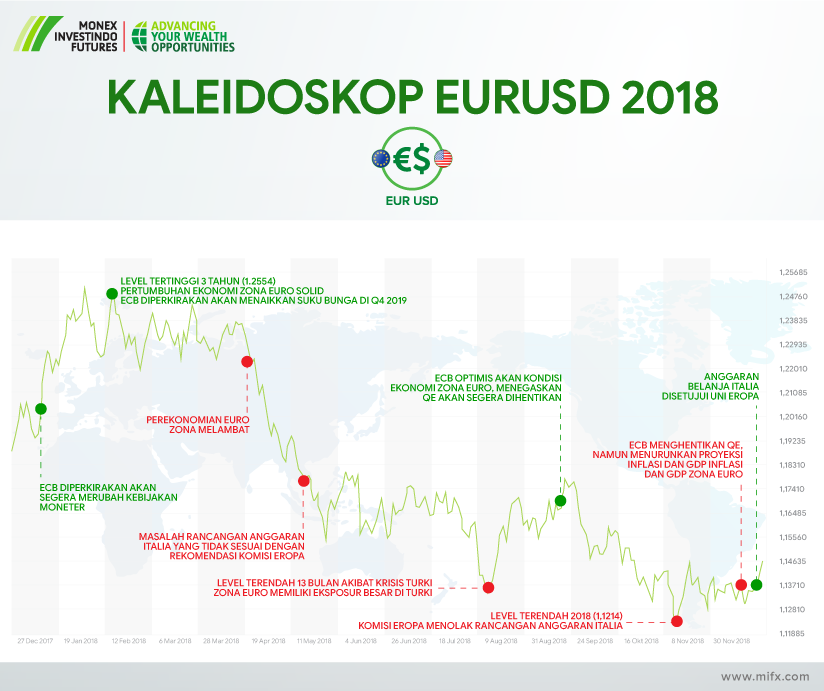 MONEX
INVESTINDO
FUTURES
ADVANCING
YOUR WEALTH
OPPORTUNITIES
KALEIDOSKOP EURUSD 2018
€$
EUR USD
LEVEL TERTINGGI 3 TAHUN (1.2554)
PERTUMBUHAN EKONOMI ZONA EURO SOLID
ECB DIPERKIRAKAN AKAN MENAIKKAN SUKU BUNGA DI Q4 2019
PEREKONOMIAN EURO
ZONA MELAMBAT
ECB DIPERKIRAKAN AKAN
SEGERA MERUBAH KEBIJAKAN
MONETER
MASALAH RANCANGAN ANGGARAN
ITALIA YANG TIDAK SESUAI DENGAN
REKOMENDASI KOMISI EROPA
LEVEL TERENDAH 13 BULAN AKIBAT KRISIS TURKI
ZONA EURO MEMILIKI EKSPOSUR BESAR DI TURKI
ECB OPTIMIS AKAN KONDISI
EKONOMI ZONA EURO, MENEGASKAN
QE AKAN SEGERA DIHENTIKAN
LEVEL TERENDAH 2018 (1,1214)
KOMISI EROPA MENOLAK RANCANGAN ANGGARAN ITALIA
ECB MENGHENTIKAN QE,
NAMUN MENURUNKAN PROYEKSI
INFLASI DAN GDP INFLASI
DAN GDP ZONA EURO
ANGGARAN
BELANJA ITALIA
DISETUJUI UNI EROPA
1,25685
1,24760
1,23835
1,22935
1,22010
1,21085
1,20160
1,19235
1,18310
1,17410
1,16485
1,15560
1,14635
1,13710
1,12810
1,11885
27 Dec 2017
19 Jan 2018
12 Feb 2018
6 Mar 2018
28 Mar 2018
19 Apr 2018
11May 2018
4 Jun 2018
26 Jun 2018
18 Jul 2018
9 Aug 2018
31 Aug 2018
24 Sep 2018
16 Okt 2018
8 Nov 2018
30 Nov 2018
www.mifx.com